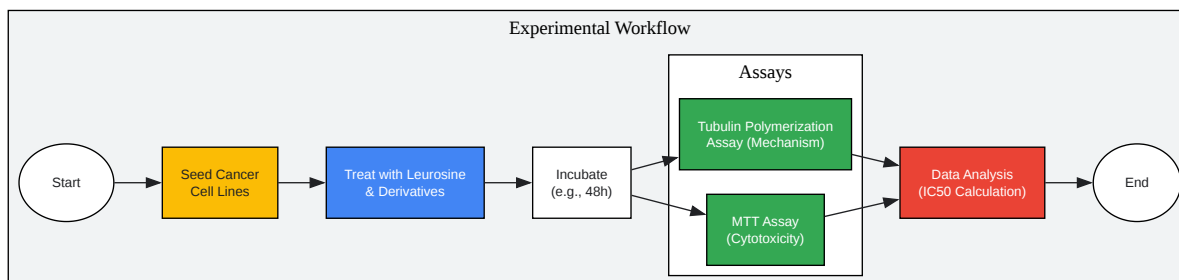 Experimental Workflow
Assays
Start
Seed Cancer
Cell Lines
Treat with Leurosine
& Derivatives
Incubate
(e.g., 48h)
Tubulin Polymerization
Assay (Mechanism)
MTT Assay
(Cytotoxicity)
Data Analysis
(IC50 Calculation)
End